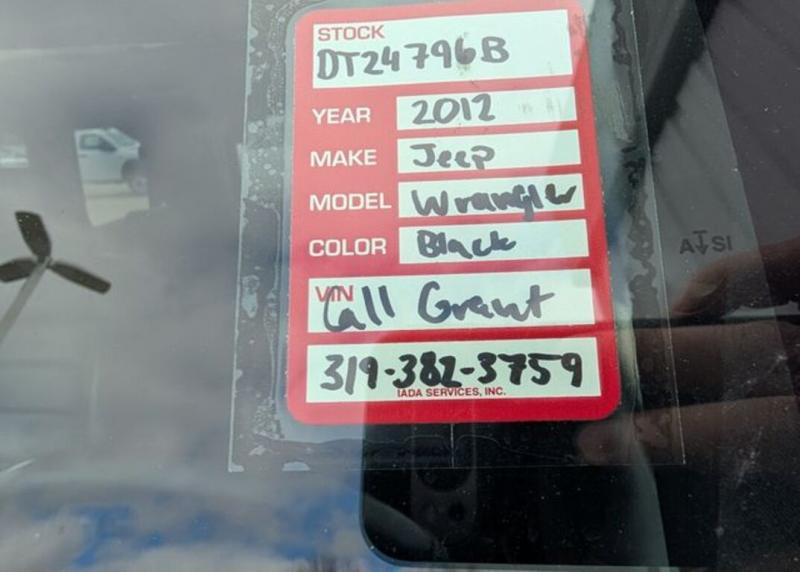 STOCK
DT24796B
YEAR 2012
MAKE Jeep
MODEL Wrangler
COLOR Black
VIN
Call Grant
319-382-3759
IADA SERVICES, INC.
AS1